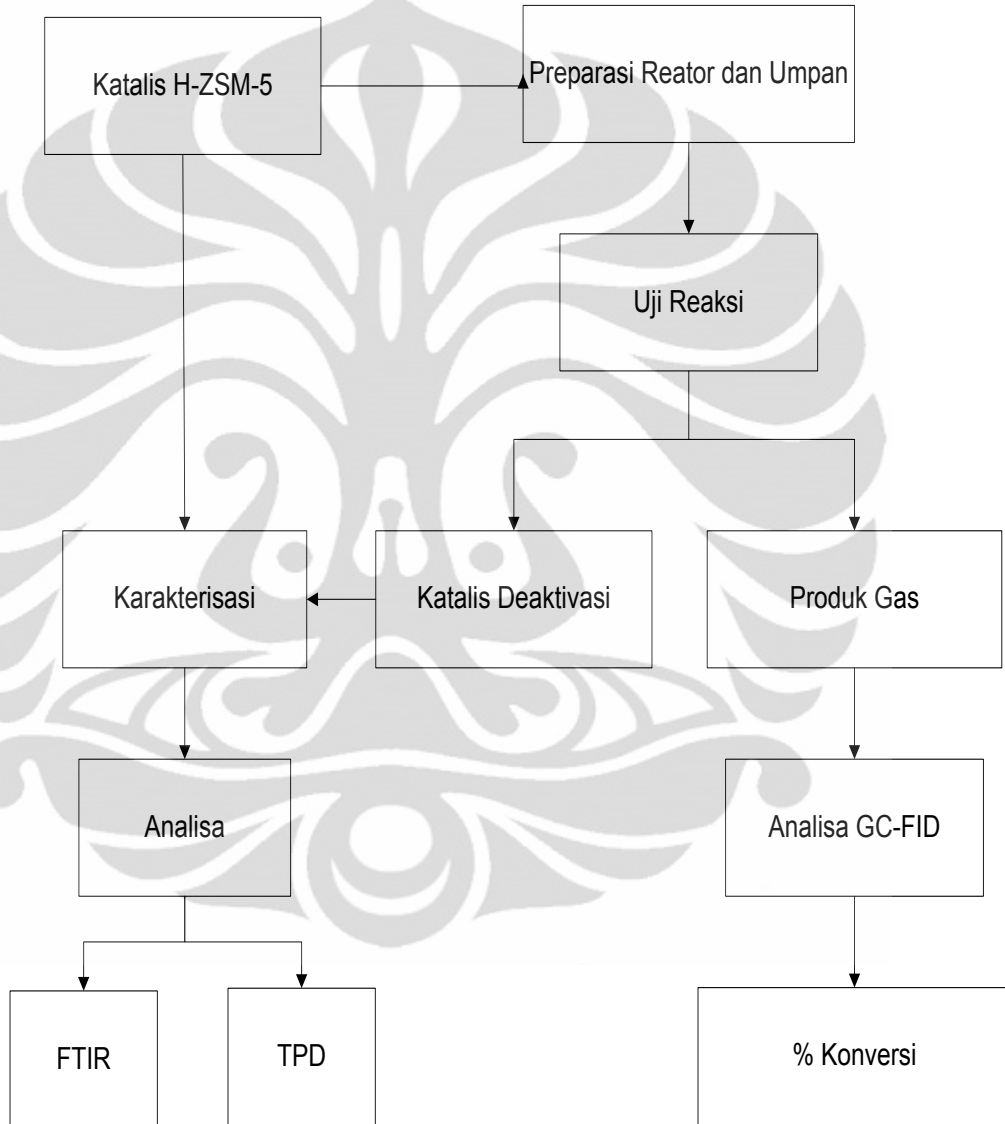 Katalis H-ZSM-5
Preparasi Reator dan Umpan
Uji Reaksi
Karakterisasi
Katalis Deaktivasi
Produk Gas
Analisa
Analisa GC-FID
FTIR
TPD
% Konversi